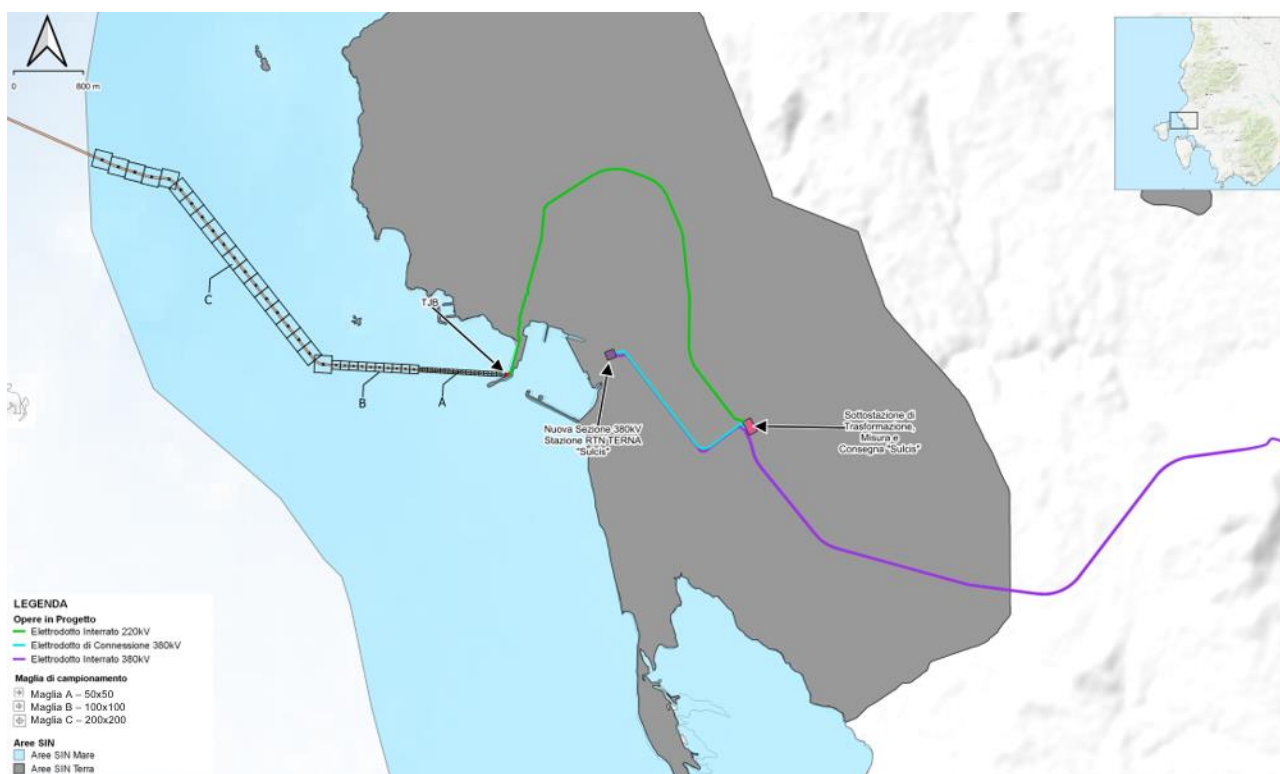 0
800 m
C
TJB
B
A
Nuova Sezione 380kV
Stazione RTN TERNA
"Sulcis"
Sottostazione di
Trasformazione,
Misura e
Consegna "Sulcis"
LEGENDA
Opere in Progetto
Elettrodotto Interrato 220kV
Elettrodotto di Connessione 380kV
Elettrodotto Interrato 380kV
Maglia di campionamento
Maglia A – 50x50
Maglia B – 100x100
Maglia C – 200x200
Aree SIN
Aree SIN Mare
Aree SIN Terra